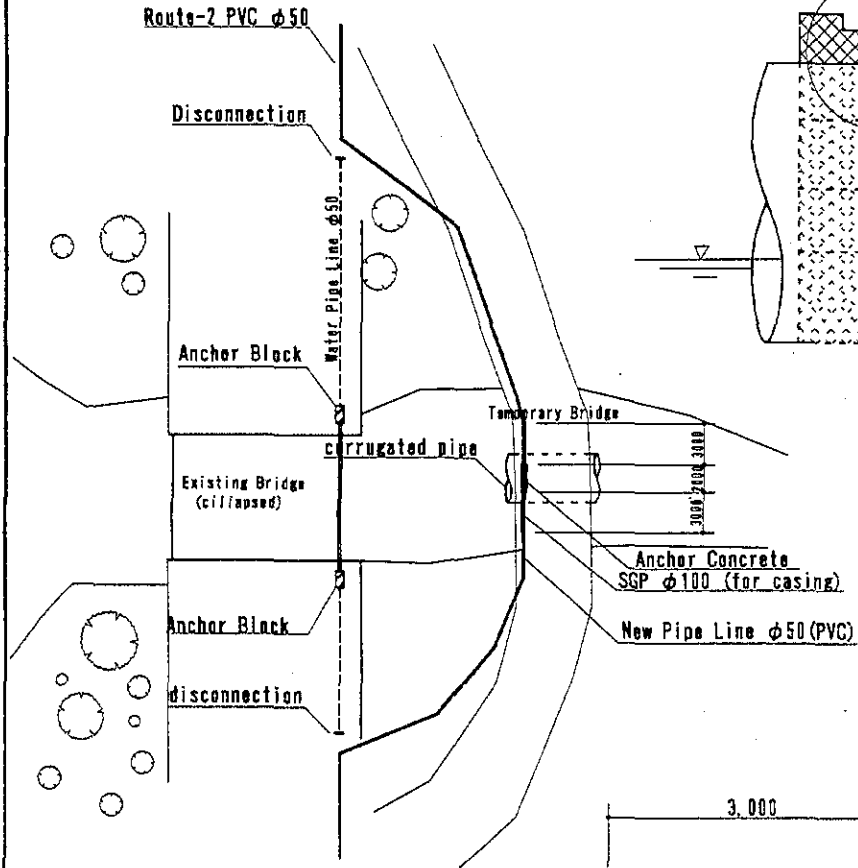 Route-2 PVC φ50
Disconnection
Water Pipe Line φ50
Anchor Block
Temporary Bridge
corrugated pipe
3000
2000
3000
Existing Bridge
(cillapsed)
Anchor Concrete
SGP φ100 (for casing)
Anchor Block
New Pipe Line φ50(PVC)
disconnection
3,000